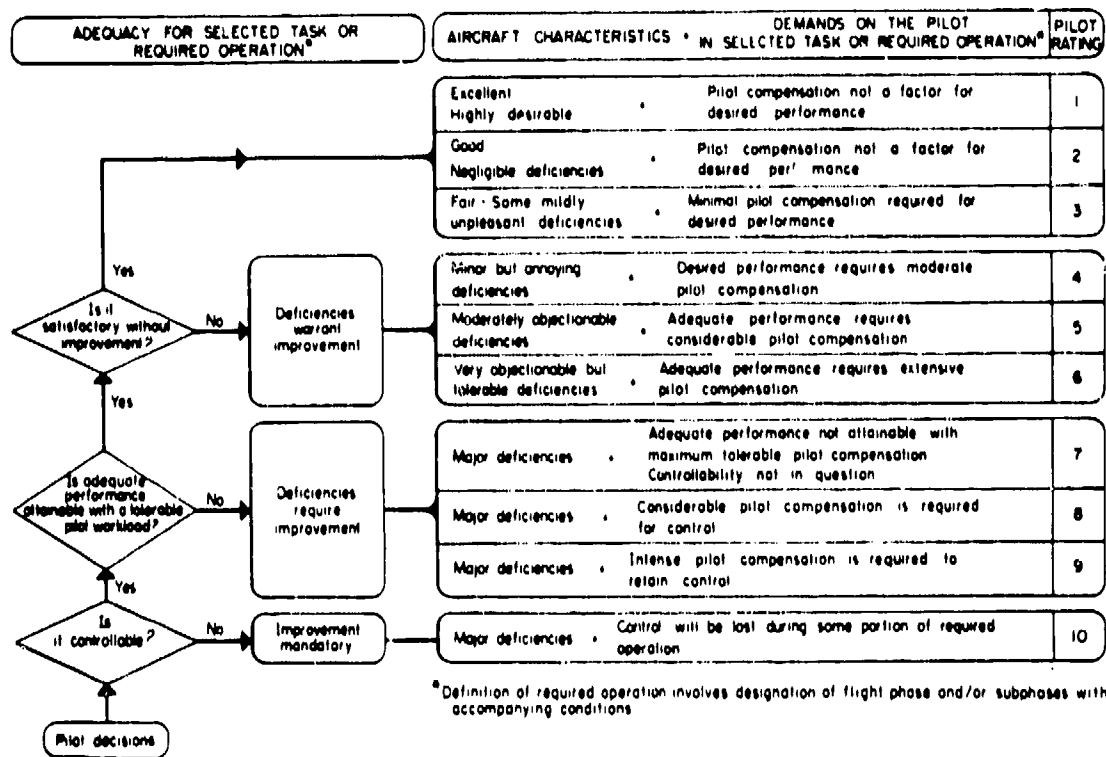 ADEQUACY FOR SELECTED TASK OR
REQUIRED OPERATION*
AIRCRAFT CHARACTERISTICS *
DEMANDS ON THE PILOT
IN SELECTED TASK OR REQUIRED OPERATION*
PILOT
RATING
Excellent
Highly desirable
Pilot compensation not a factor for
desired performance
1
Good
Negligible deficiencies
Pilot compensation not a factor for
desired perf mance
2
Fair - Some mildly
unpleasant deficiencies
Minimal pilot compensation required for
desired performance
3
Yes
Is it
satisfactory without
improvement?
No
Deficiencies
warrant
improvement
Minor but annoying
deficiencies
Desired performance requires moderate
pilot compensation
4
Moderately objectionable
deficiencies
Adequate performance requires
considerable pilot compensation
5
Very objectionable but
tolerable deficiencies
Adequate performance requires extensive
pilot compensation
6
Yes
Is adequate
performance
attainable with a tolerable
pilot workload?
No
Deficiencies
require
improvement
Major deficiencies
Adequate performance not attainable with
maximum tolerable pilot compensation
Controllability not in question
7
Major deficiencies
Considerable pilot compensation is required
for control
8
Major deficiencies
Intense pilot compensation is required to
retain control
9
Yes
Is
it controllable?
No
Improvement
mandatory
Major deficiencies
Control will be lost during some portion of required
operation
10
*Definition of required operation involves designation of flight phase and/or subphases with
accompanying conditions
Pilot decisions